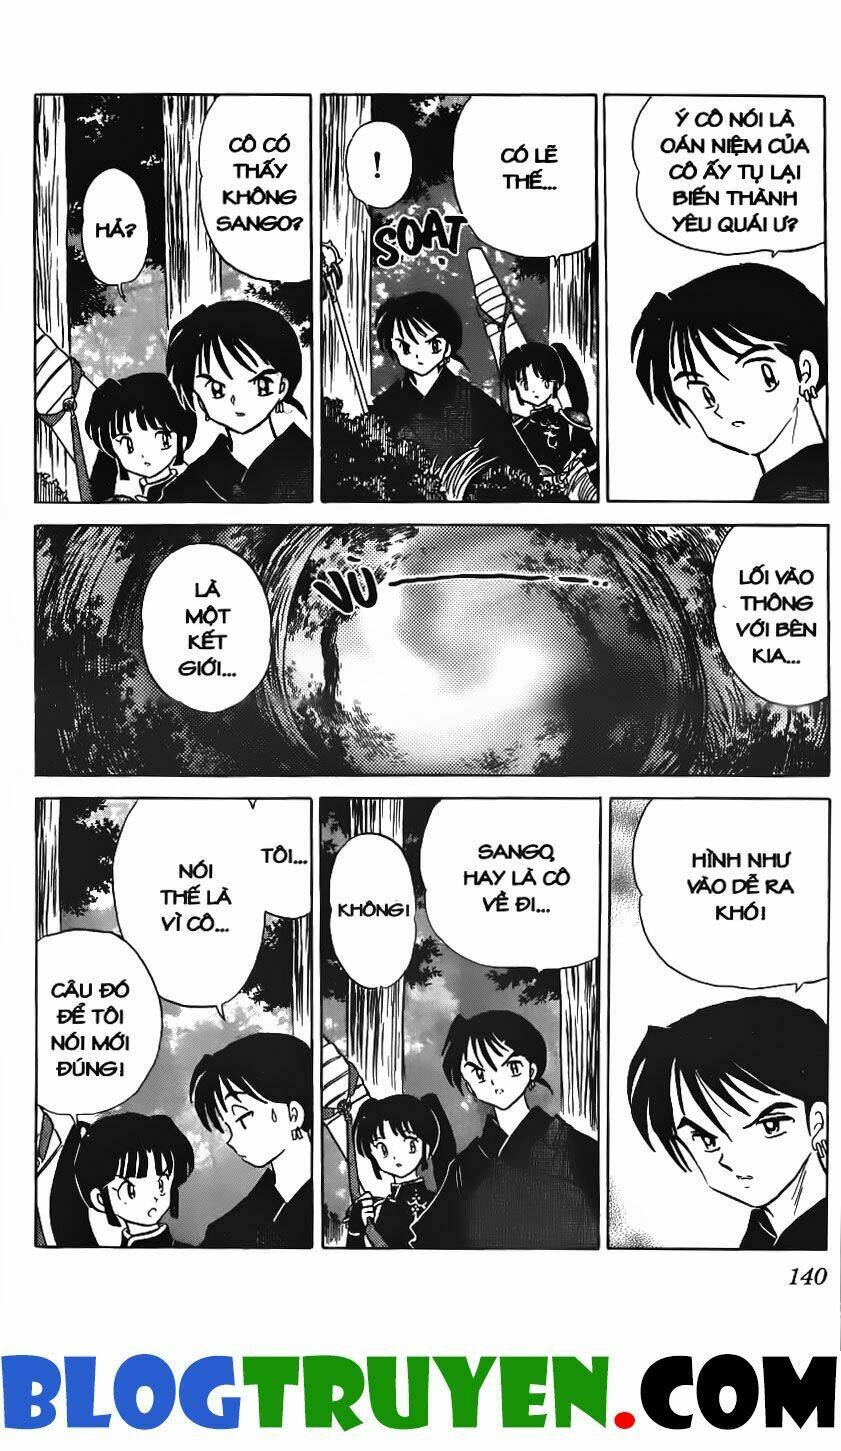 Ý CÔ NÓI LÀ
OÁN NIỆM CỦA
CÔ ẤY TỤ LẠI
BIẾN THÀNH
YÊU QUÁI Ư?
CÓ LẼ
THẾ...
!
SOẠT
CÔ CÓ
THẤY
KHÔNG
SANGO?
HẢ?
LỐI VÀO
THÔNG
VỚI BÊN
KIA...
VÙ
LÀ
MỘT
KẾT
GIỚI...
HÌNH NHƯ
VÀO DỄ RA
KHÓ!
SANGO,
HAY LÀ CÔ
VỀ ĐI...
KHÔNG!
TÔI...
NÓI
THẾ LÀ
VÌ CÔ...
CÂU ĐÓ
ĐỂ TÔI
NÓI MỚI
ĐÚNG!
140
BLOGTRUYEN.COM